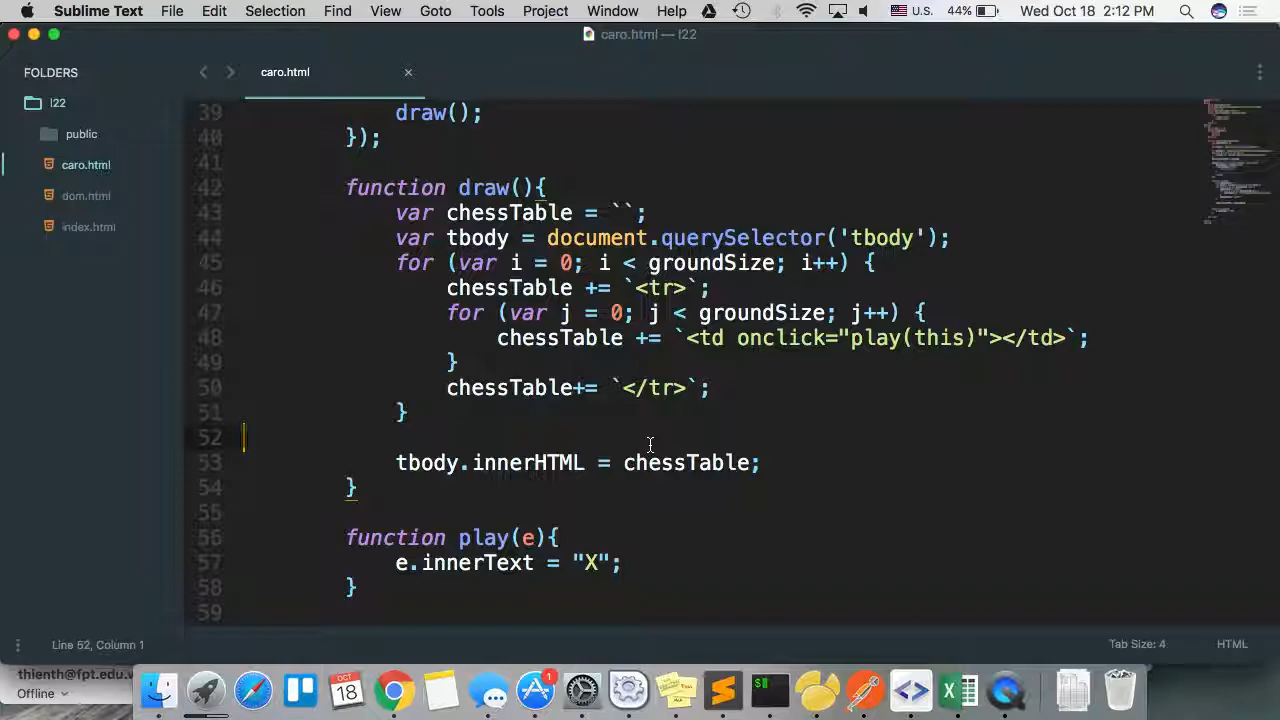 Sublime Text File Edit Selection Find View Goto Tools Project Window Help U.S. 44% Wed Oct 18 2:12 PM
caro.html — l22
FOLDERS
l22
public
caro.html
dom.html
index.html
caro.html ×
39 draw();
40 });
41
42 function draw(){
43 var chessTable = ``;
44 var tbody = document.querySelector('tbody');
45 for (var i = 0; i < groundSize; i++) {
46 chessTable += `<tr>`;
47 for (var j = 0; j < groundSize; j++) {
48 chessTable += `<td onclick="play(this)"></td>`;
49 }
50 chessTable+= `</tr>`;
51 }
52
53 tbody.innerHTML = chessTable;
54 }
55
56 function play(e){
57 e.innerText = "X";
58 }
59
Line 52, Column 1 Tab Size: 4 HTML
thienth@fpt.edu.v
Offline
OCT
18
1
$